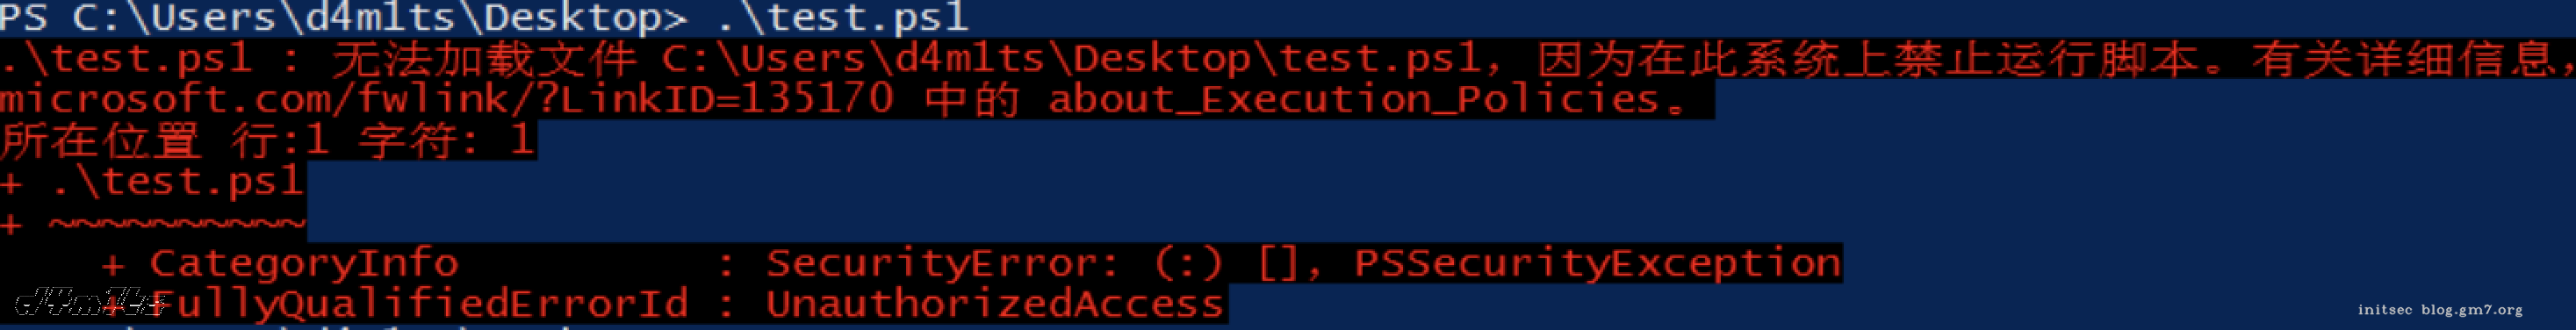 PS C:\Users\d4m1ts\Desktop> .\test.ps1
.\test.ps1 : 无法加载文件 C:\Users\d4m1ts\Desktop\test.ps1，因为在此系统上禁止运行脚本。有关详细信息，
microsoft.com/fwlink/?LinkID=135170 中的 about_Execution_Policies。
所在位置 行:1 字符: 1
+ .\test.ps1
+ ~~~~~~~~~~
+ CategoryInfo : SecurityError: (:) [], PSSecurityException
+ FullyQualifiedErrorId : UnauthorizedAccess
d4m1ts
initsec blog.gm7.org